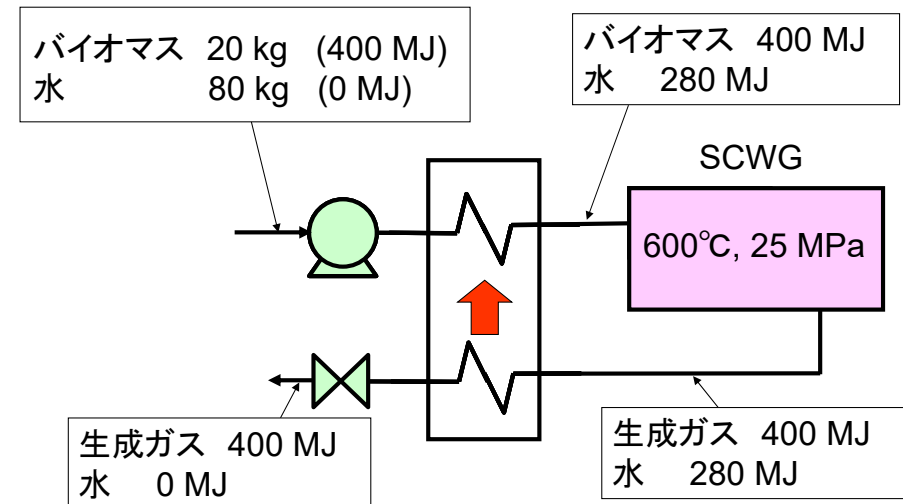 バイオマス 20 kg (400 MJ)
水 80 kg (0 MJ)
バイオマス 400 MJ
水 280 MJ
SCWG
600℃, 25 MPa
生成ガス 400 MJ
水 0 MJ
生成ガス 400 MJ
水 280 MJ